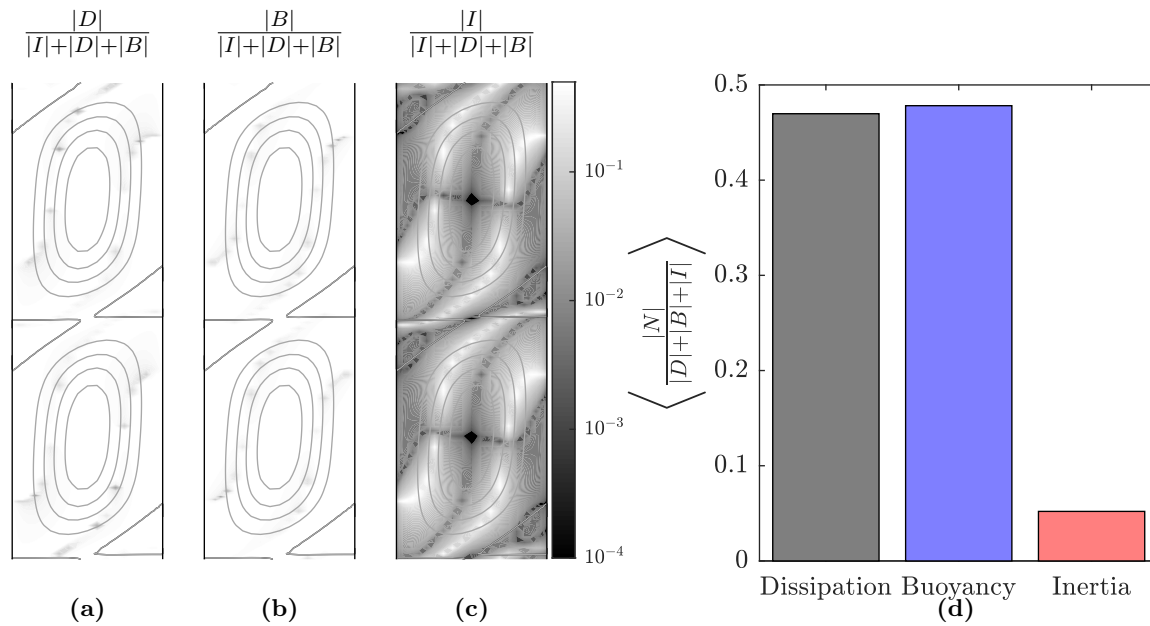 |D|
|I|+|D|+|B|
|B|
|I|+|D|+|B|
|I|
|I|+|D|+|B|
10⁻¹
10⁻²
10⁻³
10⁻⁴
⟨ |N|
|D|+|B|+|I| ⟩
0.5
0.4
0.3
0.2
0.1
0
Dissipation Buoyancy Inertia
(a) (b) (c) (d)